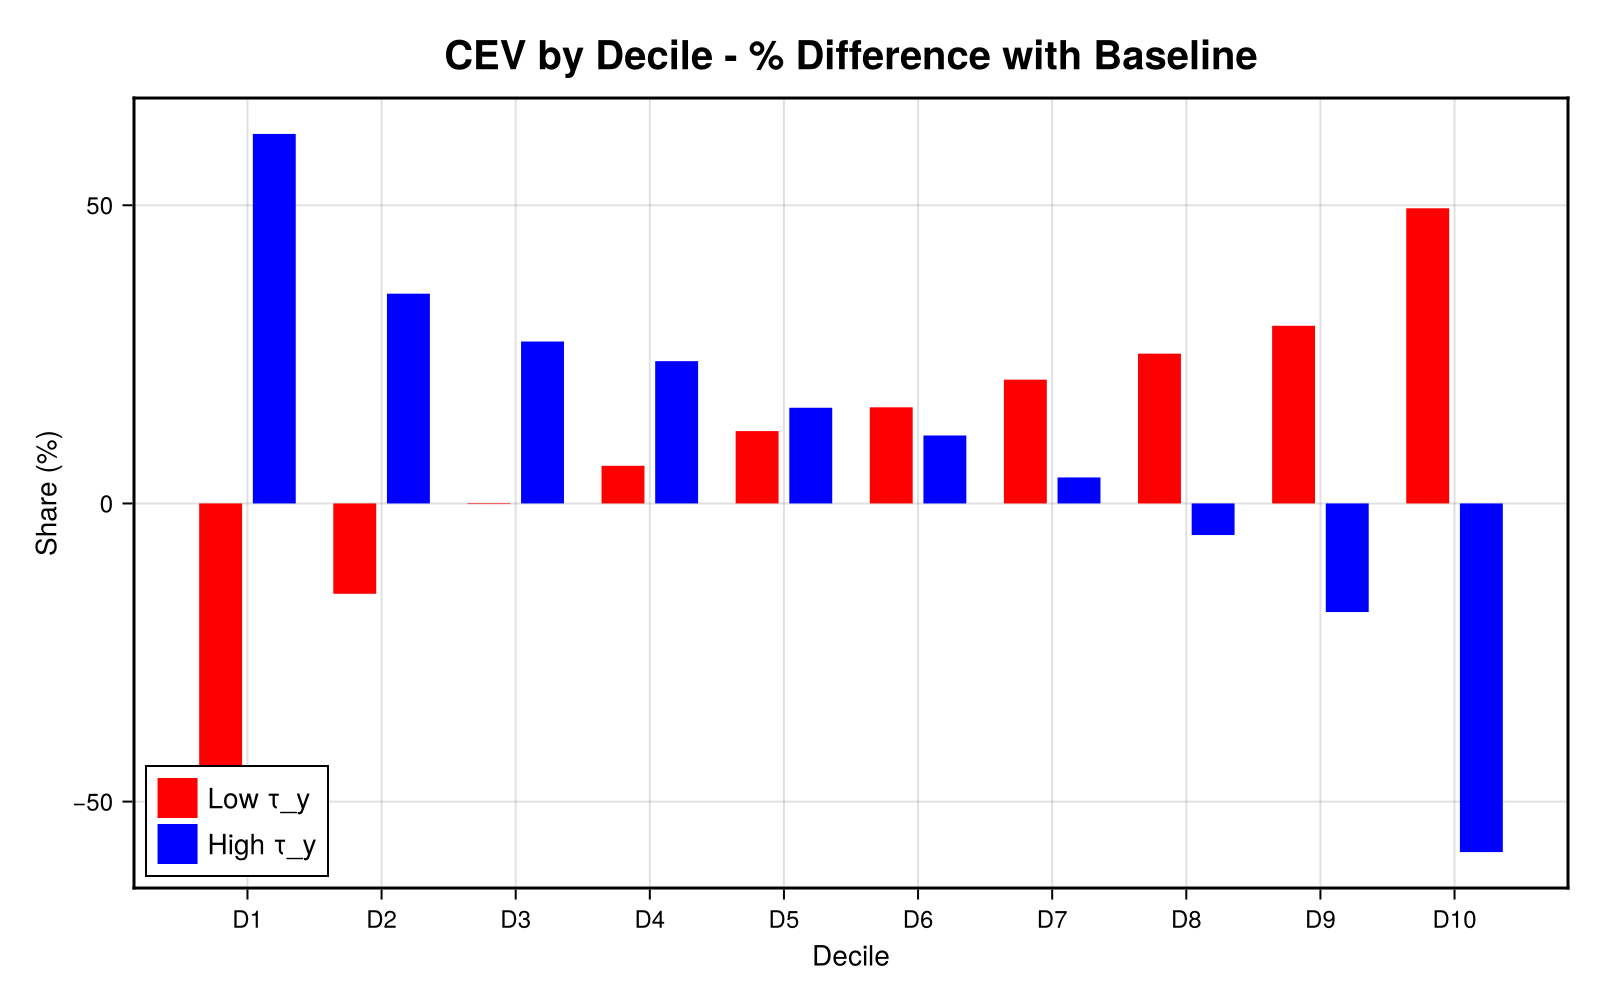 CEV by Decile - % Difference with Baseline
Share (%)
50
0
−50
Low τ_y
High τ_y
D1 D2 D3 D4 D5 D6 D7 D8 D9 D10
Decile